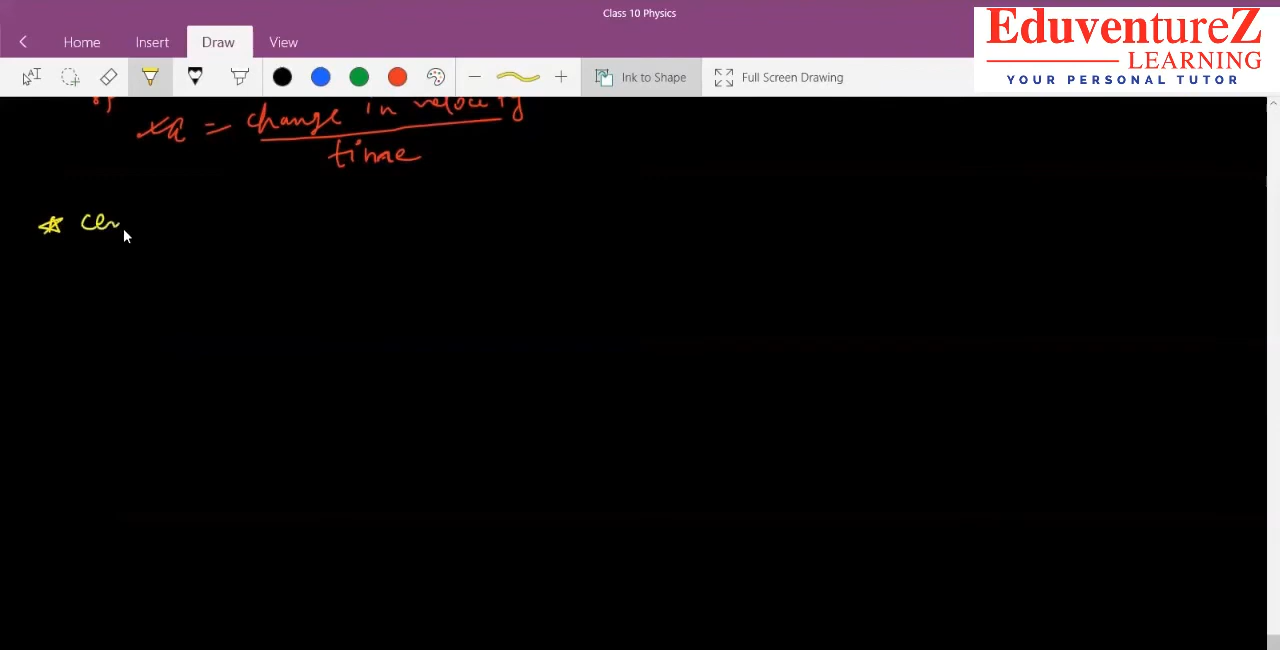 Class 10 Physics
Home Insert Draw View
EduventureZ
LEARNING
YOUR PERSONAL TUTOR
Ink to Shape Full Screen Drawing
= change in velocity
time